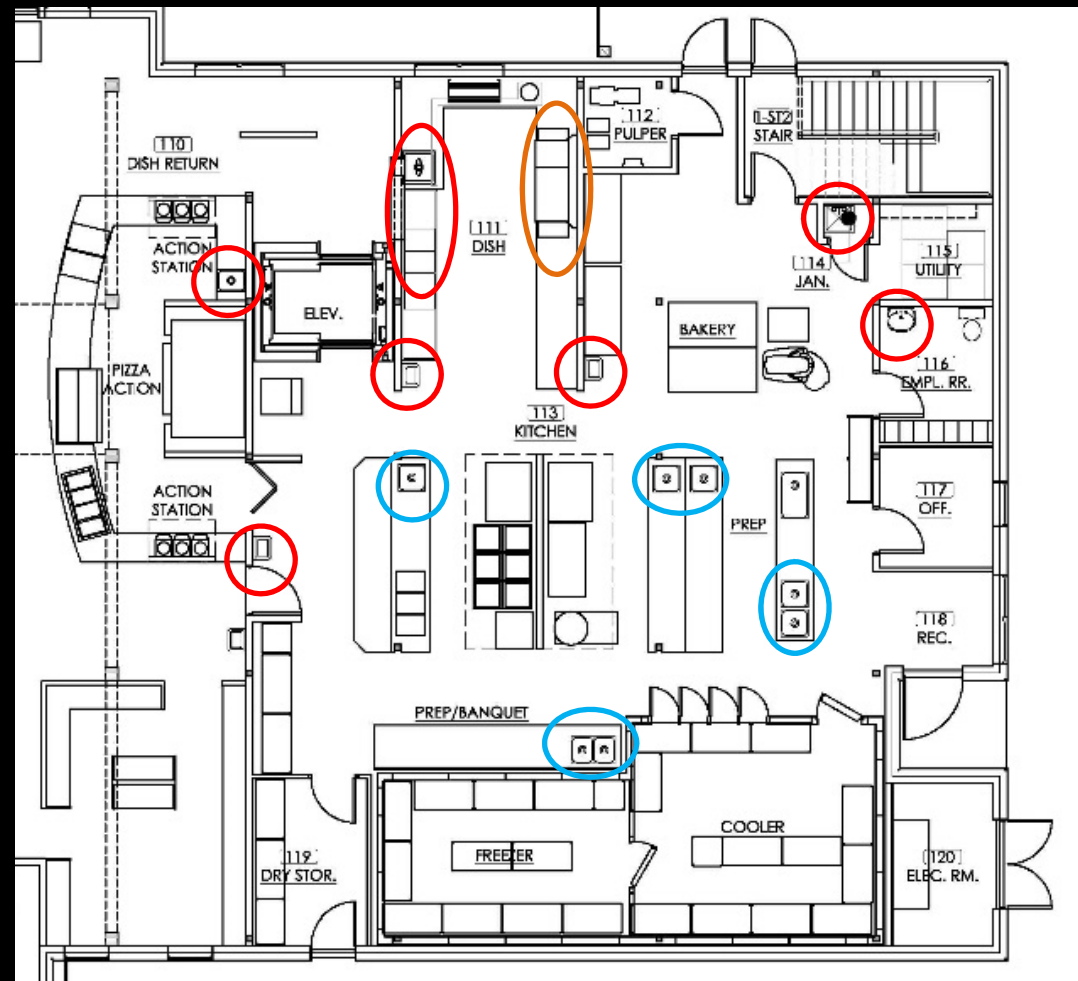 110
DISH RETURN
ACTION
STATION
PIZZA
ACTION
ACTION
STATION
ELEV.
111
DISH
112
PULPER
1-ST2
STAIR
114
JAN.
115
UTILITY
BAKERY
116
EMPL. RR.
113
KITCHEN
117
OFF.
PREP
118
REC.
PREP/BANQUET
COOLER
FREEZER
119
DRY STOR.
120
ELEC. RM.